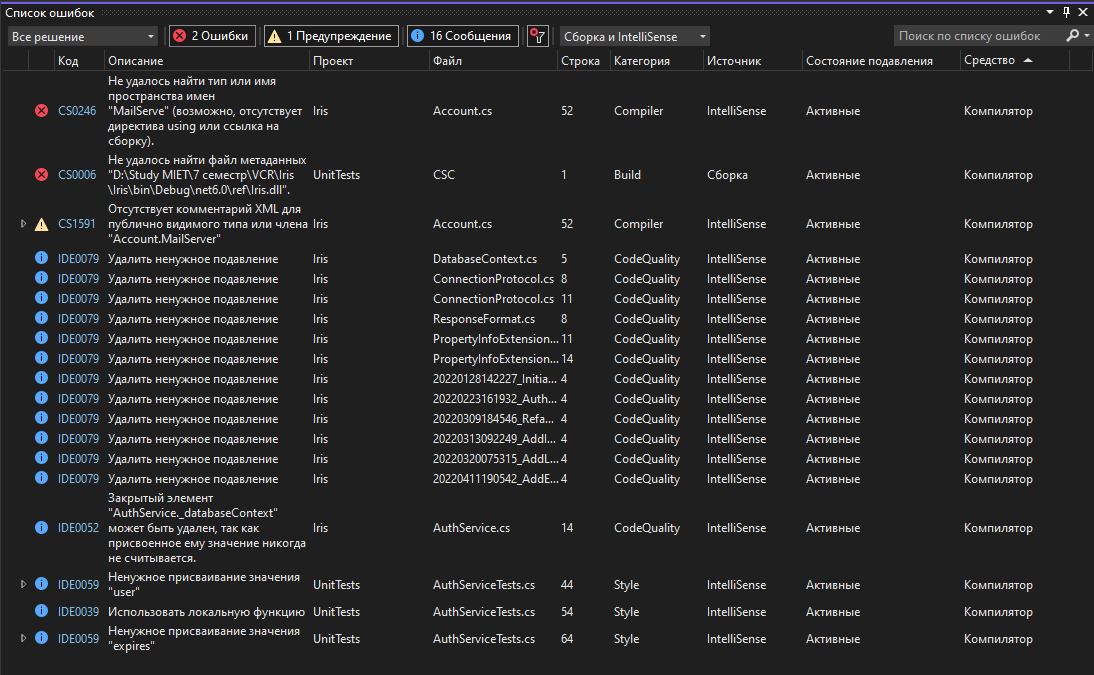 Список ошибок
Все решение
2 Ошибки
1 Предупреждение
16 Сообщения
Сборка и IntelliSense
Поиск по списку ошибок
Код Описание Проект Файл Строка Категория Источник Состояние подавления Средство
Не удалось найти тип или имя
пространства имен
CS0246 "MailServe" (возможно, отсутствует Iris Account.cs 52 Compiler IntelliSense Активные Компилятор
директива using или ссылка на
сборку).
Не удалось найти файл метаданных
CS0006 "D:\Study MIET\7 семестр\VCR\Iris UnitTests CSC 1 Build Сборка Активные Компилятор
\Iris\bin\Debug\net6.0\ref\Iris.dll".
Отсутствует комментарий XML для
CS1591 публично видимого типа или члена Iris Account.cs 52 Compiler IntelliSense Активные Компилятор
"Account.MailServer"
IDE0079 Удалить ненужное подавление Iris DatabaseContext.cs 5 CodeQuality IntelliSense Активные Компилятор
IDE0079 Удалить ненужное подавление Iris ConnectionProtocol.cs 8 CodeQuality IntelliSense Активные Компилятор
IDE0079 Удалить ненужное подавление Iris ConnectionProtocol.cs 11 CodeQuality IntelliSense Активные Компилятор
IDE0079 Удалить ненужное подавление Iris ResponseFormat.cs 8 CodeQuality IntelliSense Активные Компилятор
IDE0079 Удалить ненужное подавление Iris PropertyInfoExtension... 11 CodeQuality IntelliSense Активные Компилятор
IDE0079 Удалить ненужное подавление Iris PropertyInfoExtension... 14 CodeQuality IntelliSense Активные Компилятор
IDE0079 Удалить ненужное подавление Iris 20220128142227_Initia... 4 CodeQuality IntelliSense Активные Компилятор
IDE0079 Удалить ненужное подавление Iris 20220223161932_Auth... 4 CodeQuality IntelliSense Активные Компилятор
IDE0079 Удалить ненужное подавление Iris 20220309184546_Refa... 4 CodeQuality IntelliSense Активные Компилятор
IDE0079 Удалить ненужное подавление Iris 20220313092249_AddI... 4 CodeQuality IntelliSense Активные Компилятор
IDE0079 Удалить ненужное подавление Iris 20220320075315_AddL... 4 CodeQuality IntelliSense Активные Компилятор
IDE0079 Удалить ненужное подавление Iris 20220411190542_AddE... 4 CodeQuality IntelliSense Активные Компилятор
Закрытый элемент
"AuthService._databaseContext"
IDE0052 может быть удален, так как Iris AuthService.cs 14 CodeQuality IntelliSense Активные Компилятор
присвоенное ему значение никогда
не считывается.
Ненужное присваивание значения
IDE0059 "user" UnitTests AuthServiceTests.cs 44 Style IntelliSense Активные Компилятор
IDE0039 Использовать локальную функцию UnitTests AuthServiceTests.cs 54 Style IntelliSense Активные Компилятор
Ненужное присваивание значения
IDE0059 "expires" UnitTests AuthServiceTests.cs 64 Style IntelliSense Активные Компилятор